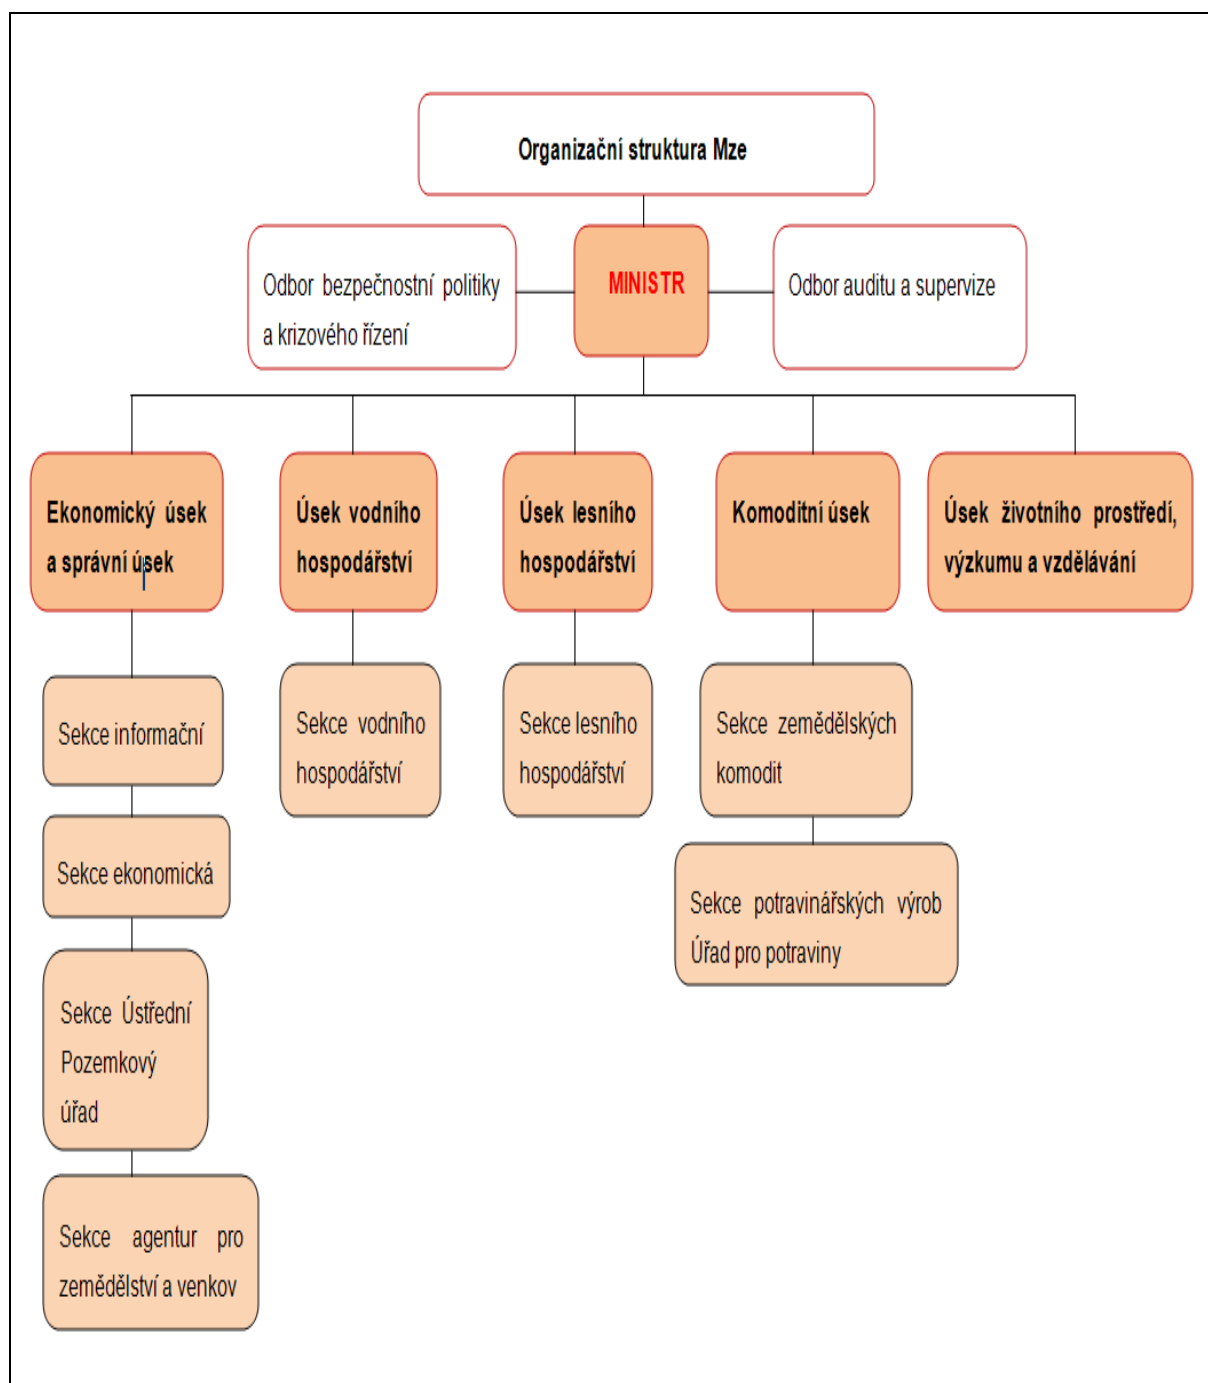 Organizační struktura Mze
Odbor bezpečnostní politiky
a krizového řízení
MINISTR
Odbor auditu a supervize
Ekonomický úsek
a správní úsek
Úsek vodního
hospodářství
Úsek lesního
hospodářství
Komoditní úsek
Úsek životního prostředí,
výzkumu a vzdělávání
Sekce informační
Sekce ekonomická
Sekce Ústřední
Pozemkový
úřad
Sekce agentur pro
zemědělství a venkov
Sekce vodního
hospodářství
Sekce lesního
hospodářství
Sekce zemědělských
komodit
Sekce potravinářských výrob
Úřad pro potraviny